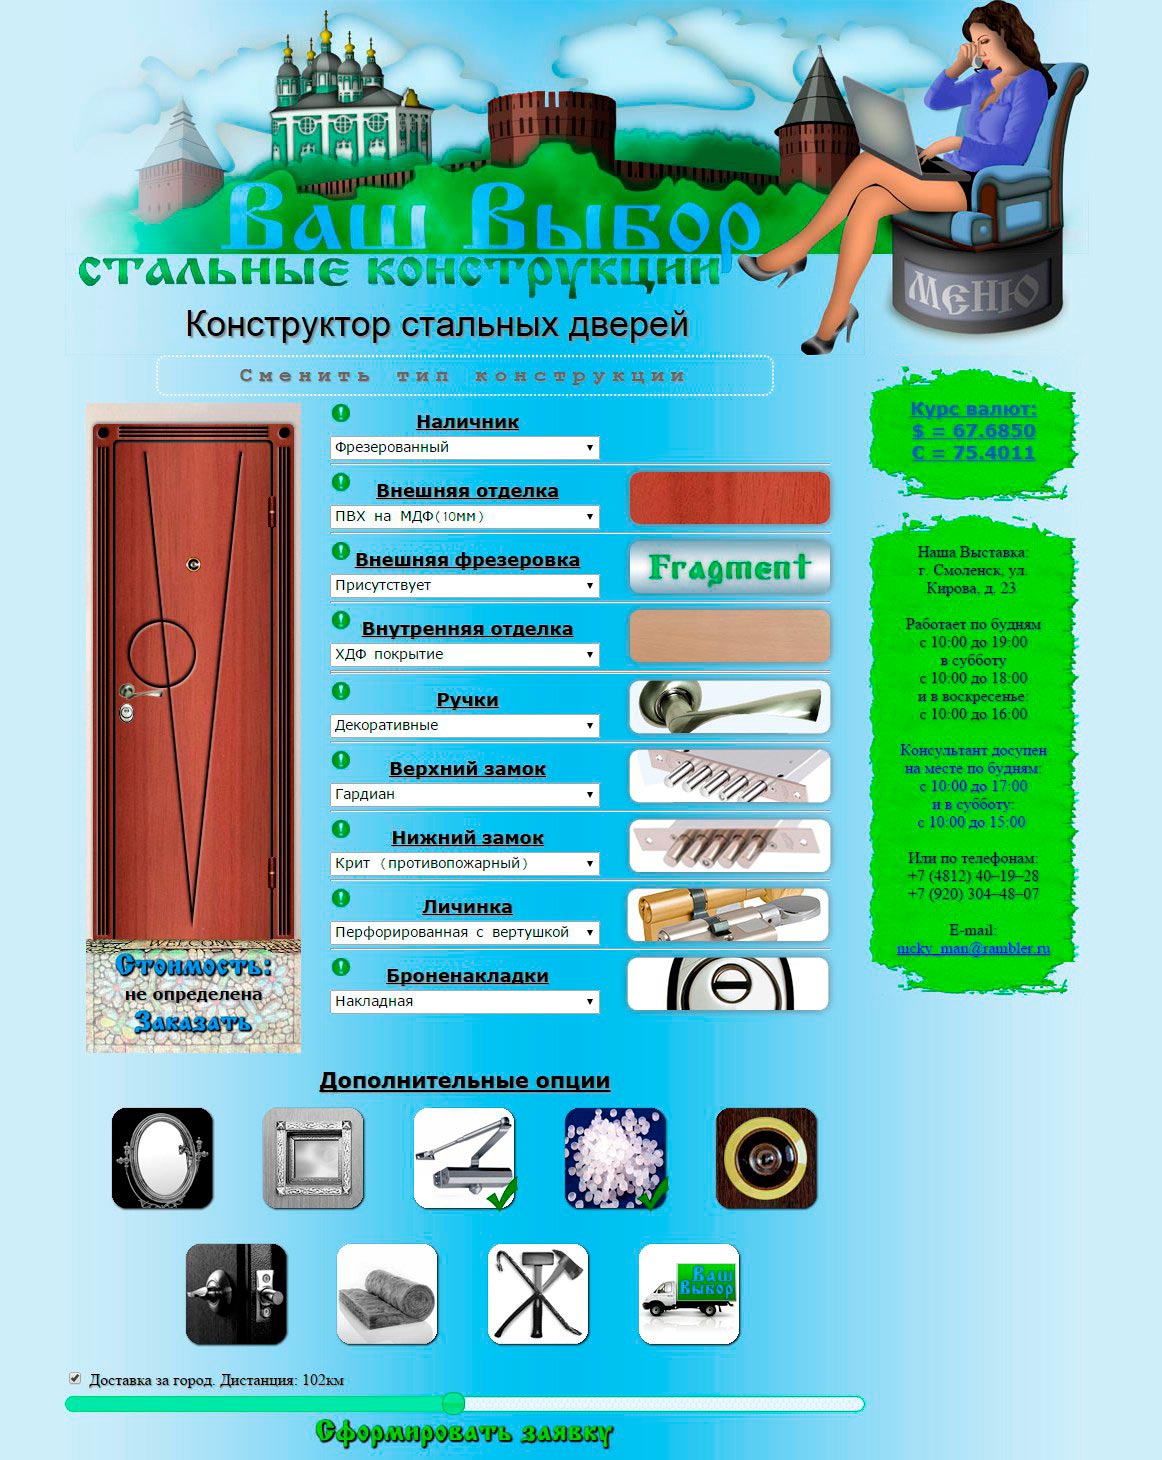 Ваш Выбор
стальные конструкции
МЕНЮ
Конструктор стальных дверей
Сменить тип конструкции
Наличник
Фрезерованный
Внешняя отделка
ПВХ на МДФ(10мм)
Внешняя фрезеровка
Присутствует
Fragment
Внутренняя отделка
ХДФ покрытие
Ручки
Декоративные
Верхний замок
Гардиан
Нижний замок
Крит (противопожарный)
Личинка
Перфорированная с вертушкой
Броненакладки
Накладная
WELCOME
Стоимость:
не определена
Заказать
Курс валют:
$ = 67.6850
€ = 75.4011
Наша Выставка:
г. Смоленск, ул.
Кирова, д. 23
Работает по будням
с 10:00 до 19:00
в субботу
с 10:00 до 18:00
и в воскресенье:
с 10:00 до 16:00
Консультант досупен
на месте по будням:
с 10:00 до 17:00
и в субботу:
с 10:00 до 15:00
Или по телефонам:
+7 (4812) 40–19–28
+7 (920) 304–48–07
E-mail:
nicky_man@rambler.ru
Дополнительные опции
Ваш
Выбор
Доставка за город. Дистанция: 102км
Сформировать заявку